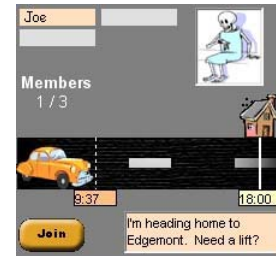 Joe
Members
1 / 3
9:37
18:00
Join
I'm heading home to
Edgemont. Need a lift?